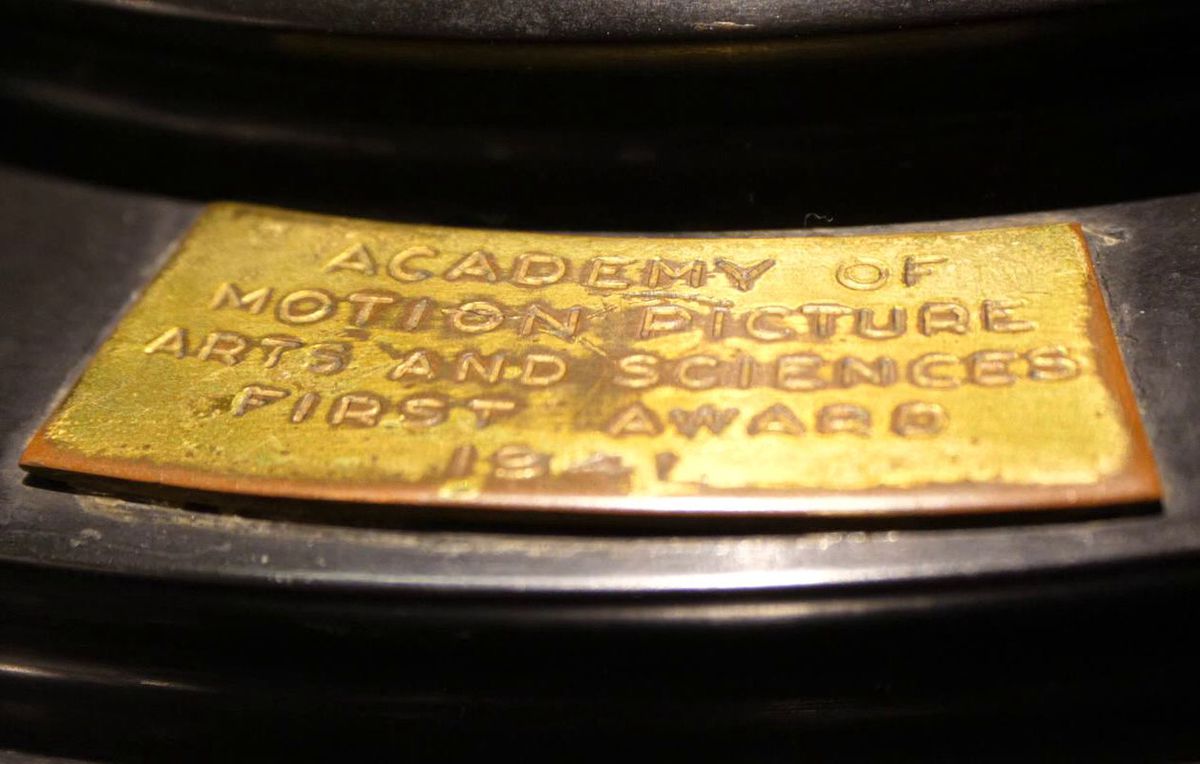 ACADEMY OF
MOTION PICTURE
ARTS AND SCIENCES
FIRST AWARD
1941